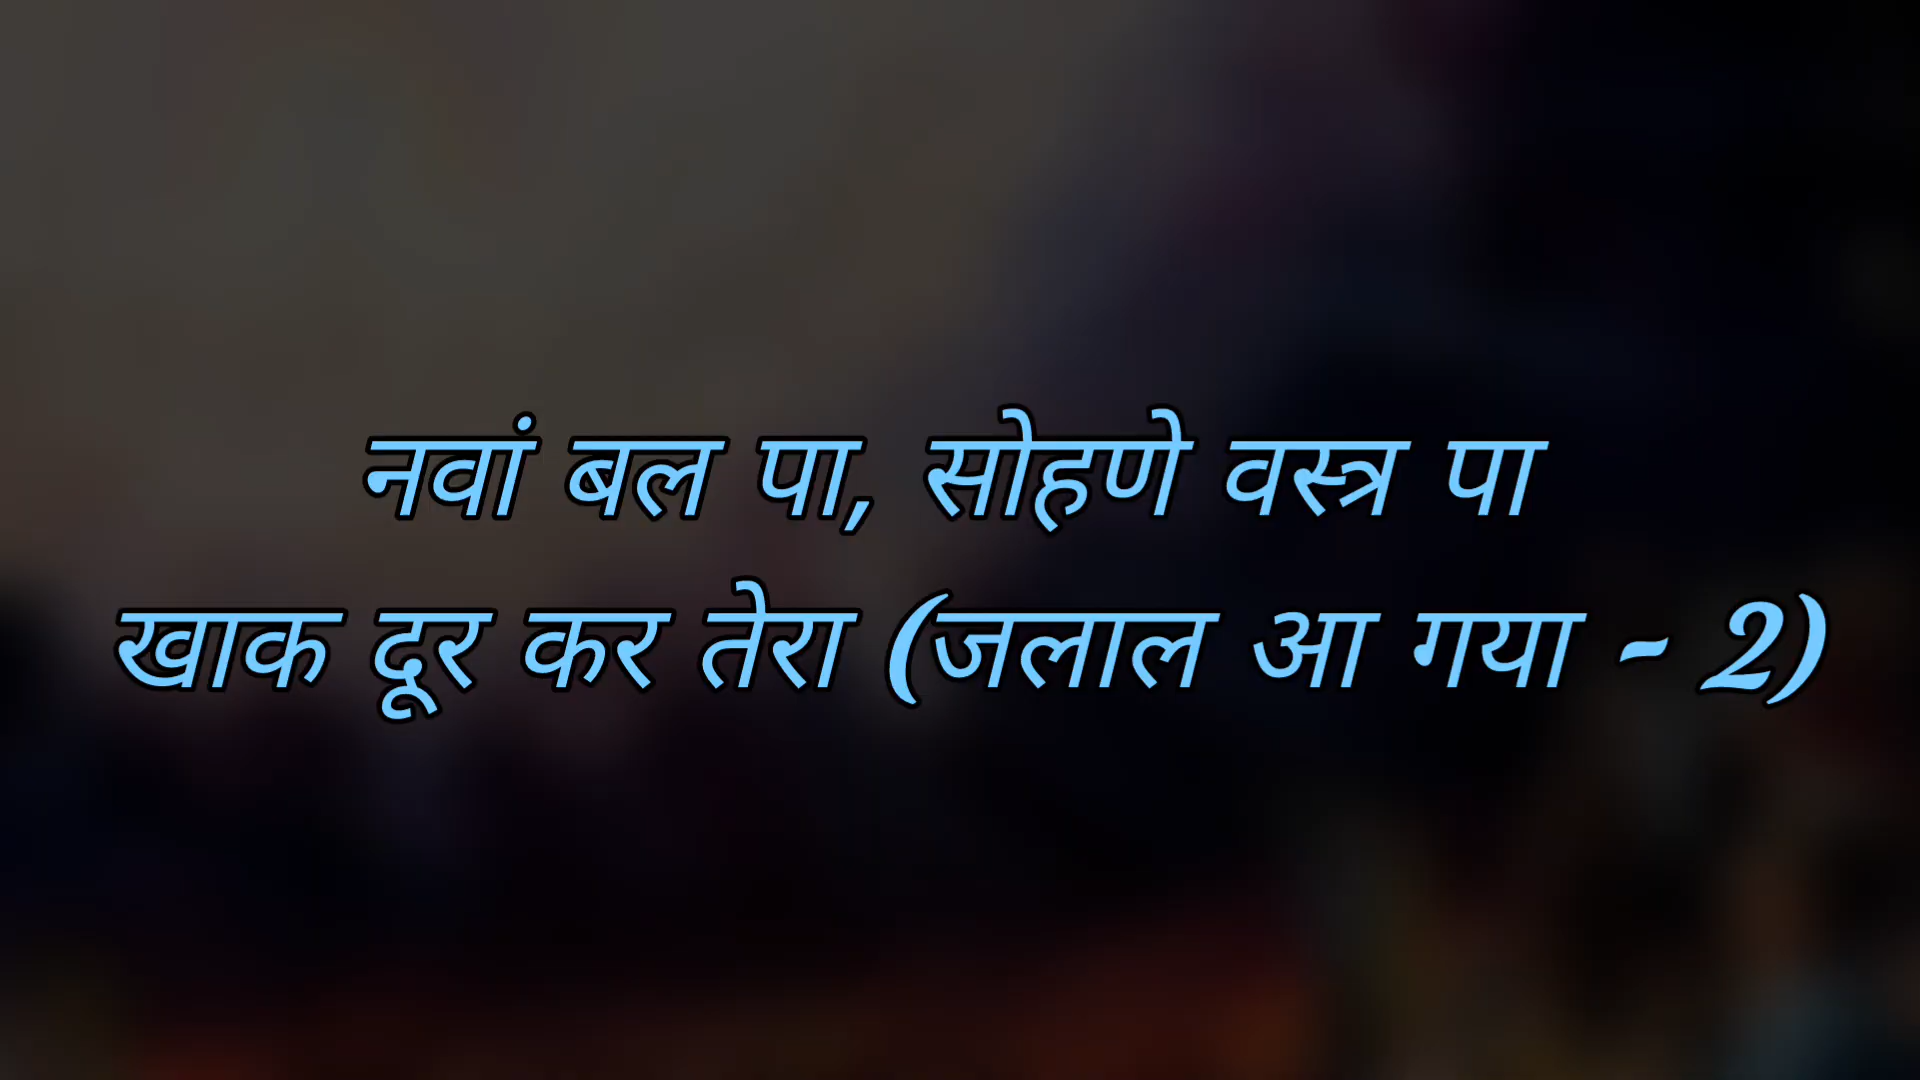 नवां बल पा, सोहणे वस्त्र पा
खाक दूर कर तेरा (जलाल आ गया - 2)